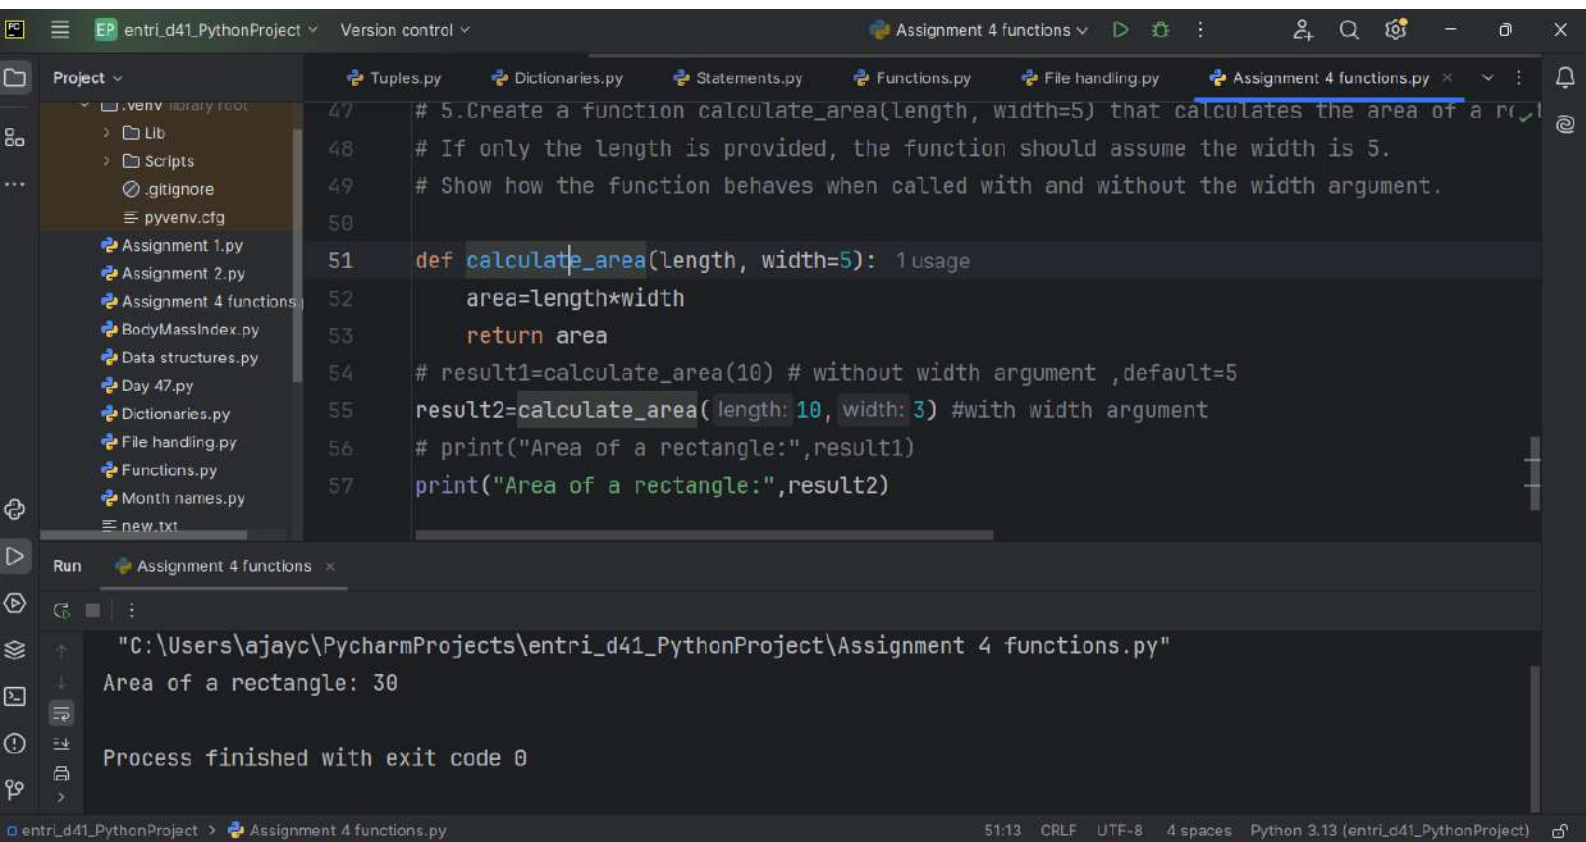 PC
EP entri_d41_PythonProject
Version control
Assignment 4 functions
Project
Tuples.py
Dictionaries.py
Statements.py
Functions.py
File handling.py
Assignment 4 functions.py
.venv library root
Lib
Scripts
.gitignore
pyvenv.cfg
Assignment 1.py
Assignment 2.py
Assignment 4 functions
BodyMassIndex.py
Data structures.py
Day 47.py
Dictionaries.py
File handling.py
Functions.py
Month names.py
new.txt
47 # 5.Create a function calculate_area(length, width=5) that calculates the area of a
48 # If only the length is provided, the function should assume the width is 5.
49 # Show how the function behaves when called with and without the width argument.
50
51 def calculate_area(length, width=5): 1 usage
52 area=length*width
53 return area
54 # result1=calculate_area(10) # without width argument ,default=5
55 result2=calculate_area( length: 10, width: 3) #with width argument
56 # print("Area of a rectangle:",result1)
57 print("Area of a rectangle:",result2)
Run
Assignment 4 functions
"C:\Users\ajayc\PycharmProjects\entri_d41_PythonProject\Assignment 4 functions.py"
Area of a rectangle: 30
Process finished with exit code 0
entri_d41_PythonProject > Assignment 4 functions.py
51:13 CRLF UTF-8 4 spaces Python 3.13 (entri_d41_PythonProject)